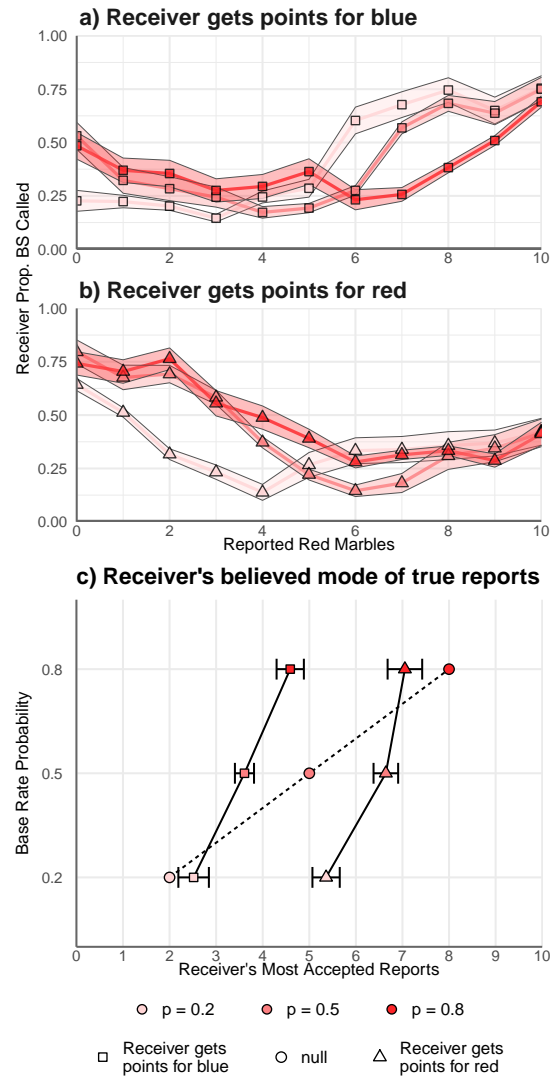 a) Receiver gets points for blue
1.00
0.75
0.50
0.25
0.00
0 2 4 6 8 10
Receiver Prop. BS Called
b) Receiver gets points for red
1.00
0.75
0.50
0.25
0.00
0 2 4 6 8 10
Reported Red Marbles
c) Receiver's believed mode of true reports
Base Rate Probability
0.8
0.5
0.2
0 1 2 3 4 5 6 7 8 9 10
Receiver's Most Accepted Reports
p = 0.2 p = 0.5 p = 0.8
Receiver gets
points for blue
null
Receiver gets
points for red